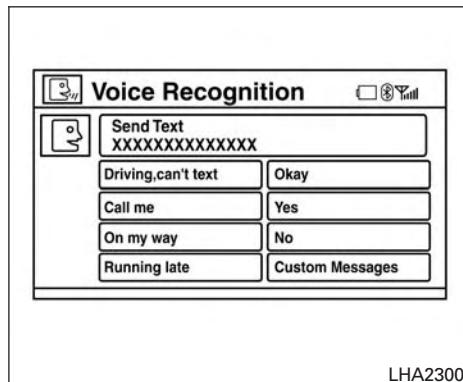 Voice Recognition
Send Text
XXXXXXXXXXXXXX
Driving,can't text
Okay
Call me
Yes
On my way
No
Running late
Custom Messages
LHA2300